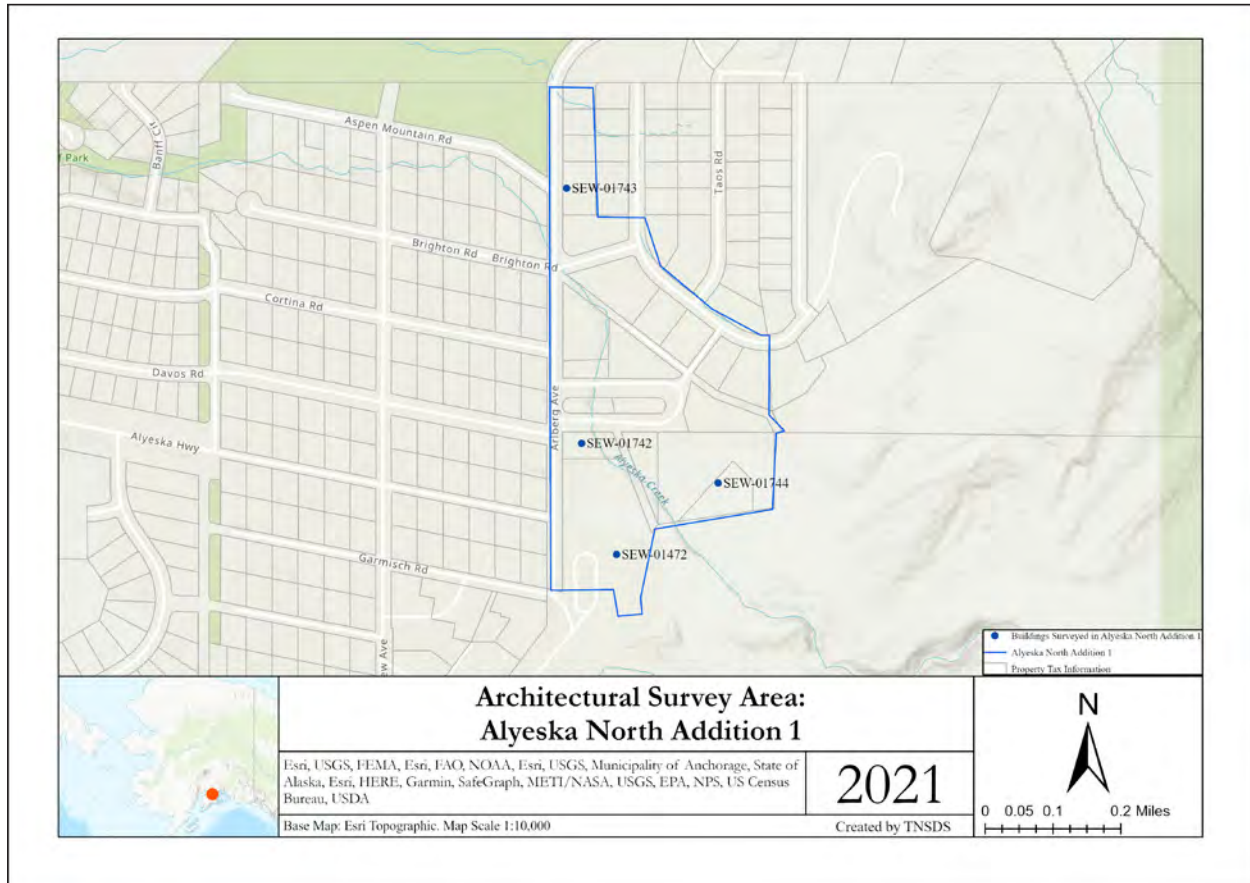 Aspen Mountain Rd
Banff Cir
f Park
Taos Rd
SEW-01743
Brighton Rd
Brighton Rd
Cortina Rd
Davos Rd
Arlberg Ave
Alyeska Hwy
SEW-01742
Alyeska Creek
SEW-01744
SEW-01472
Garmisch Rd
ew Ave
Buildings Surveyed in Alyeska North Addition 1
Alyeska North Addition 1
Property Tax Information
Architectural Survey Area:
Alyeska North Addition 1
Esri, USGS, FEMA, Esri, FAO, NOAA, Esri, USGS, Municipality of Anchorage, State of
Alaska, Esri, HERE, Garmin, SafeGraph, METI/NASA, USGS, EPA, NPS, US Census
Bureau, USDA
Base Map: Esri Topographic. Map Scale 1:10,000
2021
Created by TNSDS
N
0 0.05 0.1 0.2 Miles